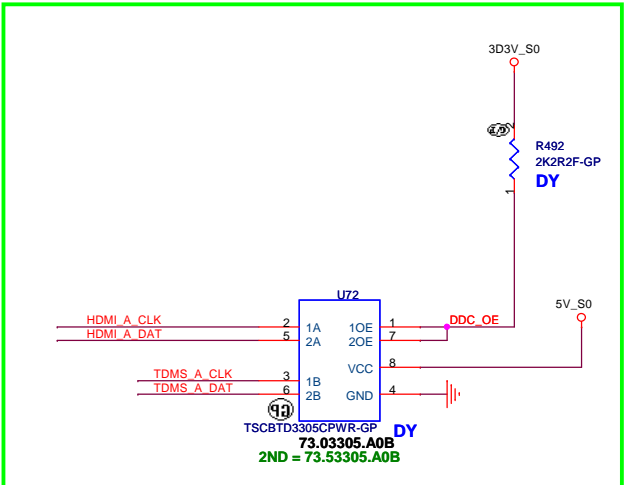 3D3V_S0
2
R492
2K2R2F-GP
DY
1
U72
5V_S0
HDMI_A_CLK 2 1A 1OE 1 DDC_OE
HDMI_A_DAT 5 2A 2OE 7
VCC 8
TDMS_A_CLK 3 1B
TDMS_A_DAT 6 2B GND 4
GP
TSCBTD3305CPWR-GP DY
73.03305.A0B
2ND = 73.53305.A0B